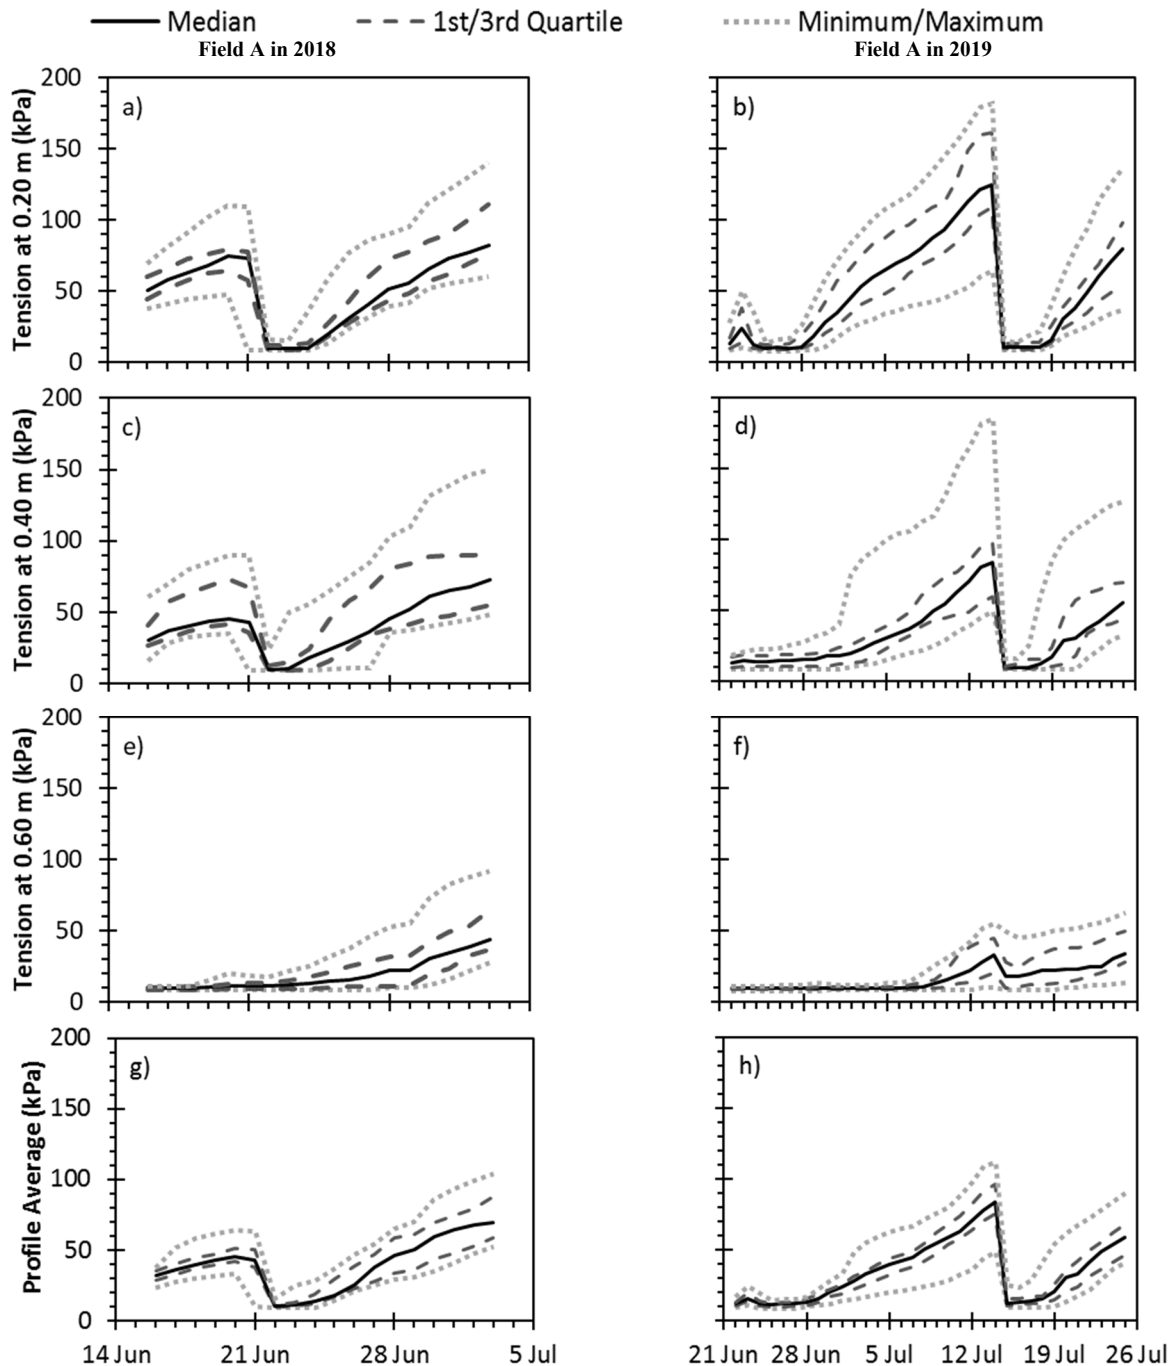 Median 1st/3rd Quartile Minimum/Maximum
Field A in 2018 Field A in 2019
Tension at 0.20 m (kPa)
200
150
100
50
0
a)
b)
Tension at 0.40 m (kPa)
200
150
100
50
0
c)
d)
Tension at 0.60 m (kPa)
200
150
100
50
0
e)
f)
Profile Average (kPa)
200
150
100
50
0
g)
h)
14 Jun 21 Jun 28 Jun 5 Jul 21 Jun 28 Jun 5 Jul 12 Jul 19 Jul 26 Jul